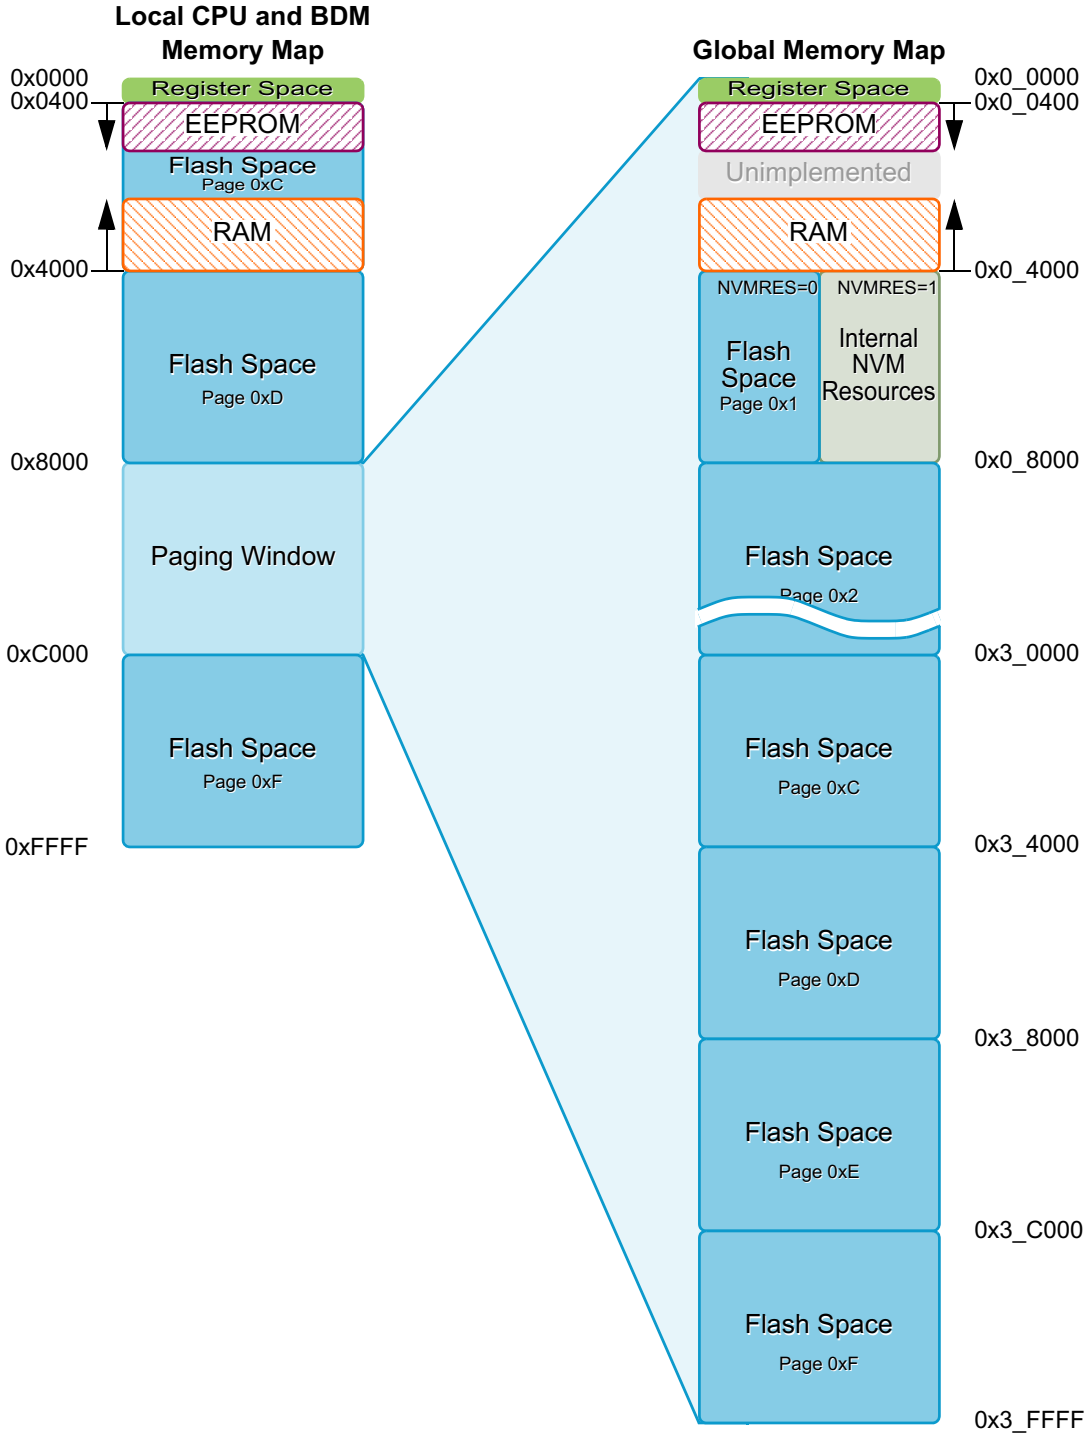 Local CPU and BDM
Memory Map
0x0000
0x0400
0x4000
0x8000
0xC000
0xFFFF
Register Space
EEPROM
Flash Space
Page 0xC
RAM
Flash Space
Page 0xD
Paging Window
Flash Space
Page 0xF
Global Memory Map
Register Space
EEPROM
Unimplemented
RAM
NVMRES=0
Flash
Space
Page 0x1
NVMRES=1
Internal
NVM
Resources
Flash Space
Page 0x2
Flash Space
Page 0xC
Flash Space
Page 0xD
Flash Space
Page 0xE
Flash Space
Page 0xF
0x0_0000
0x0_0400
0x0_4000
0x0_8000
0x3_0000
0x3_4000
0x3_8000
0x3_C000
0x3_FFFF